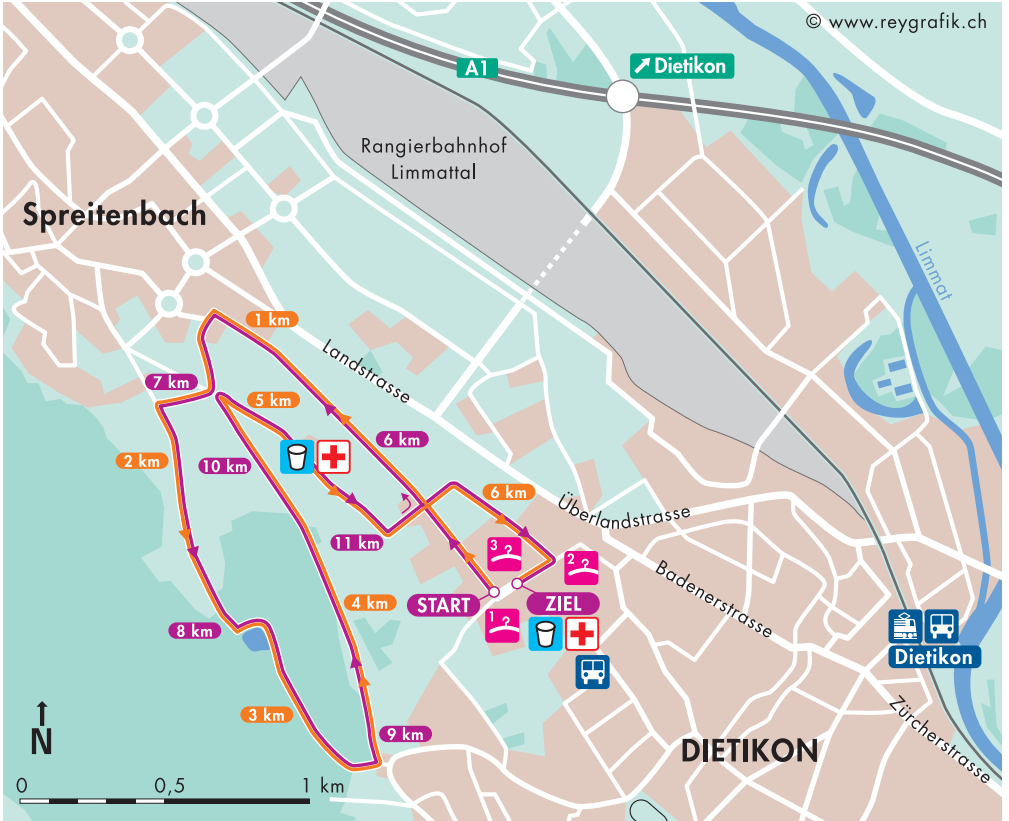 © www.reygrafik.ch
A1
Dietikon
Rangierbahnhof
Limmattal
Spreitenbach
Limmat
1 km
Landstrasse
7 km
5 km
6 km
2 km
10 km
6 km
Überlandstrasse
11 km
3
2
Badenerstrasse
START
ZIEL
4 km
1
8 km
Dietikon
3 km
9 km
Zürcherstrasse
N
DIETIKON
0 0,5 1 km